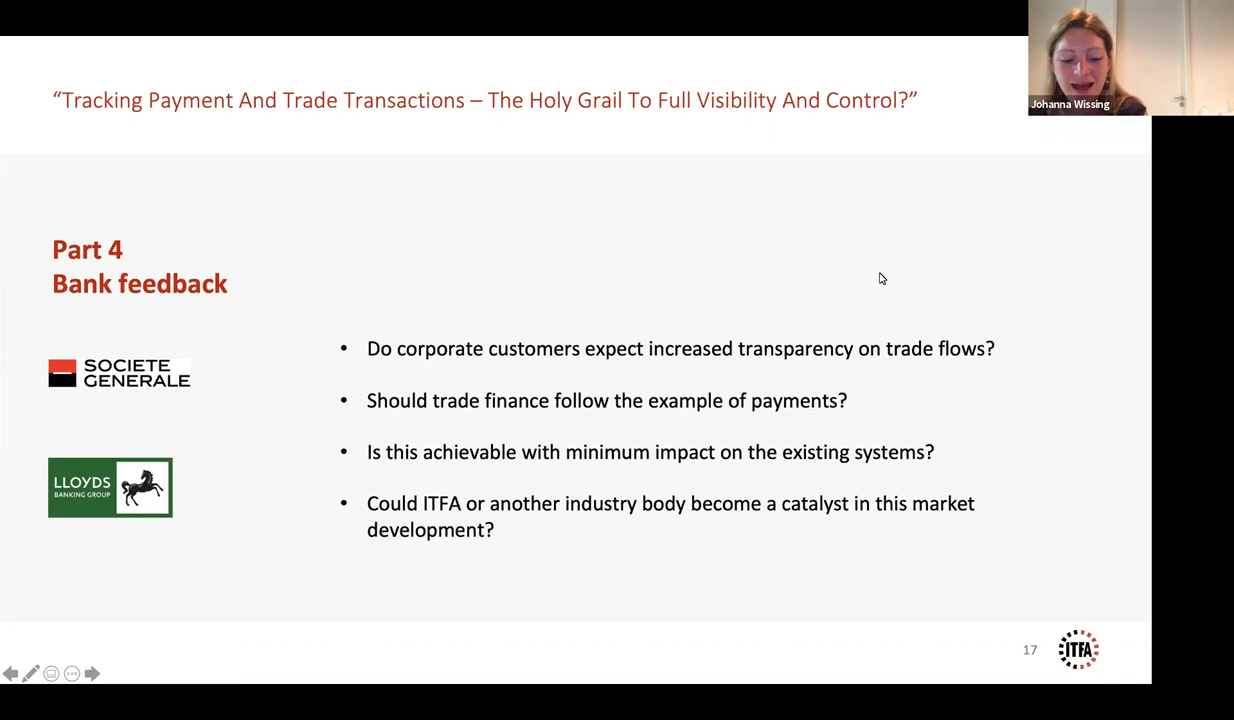 Johanna Wissing
“Tracking Payment And Trade Transactions – The Holy Grail To Full Visibility And Control?”
Part 4
Bank feedback
SOCIETE
GENERALE
LLOYDS
BANKING GROUP
• Do corporate customers expect increased transparency on trade flows?
• Should trade finance follow the example of payments?
• Is this achievable with minimum impact on the existing systems?
• Could ITFA or another industry body become a catalyst in this market
development?
17
ITFA